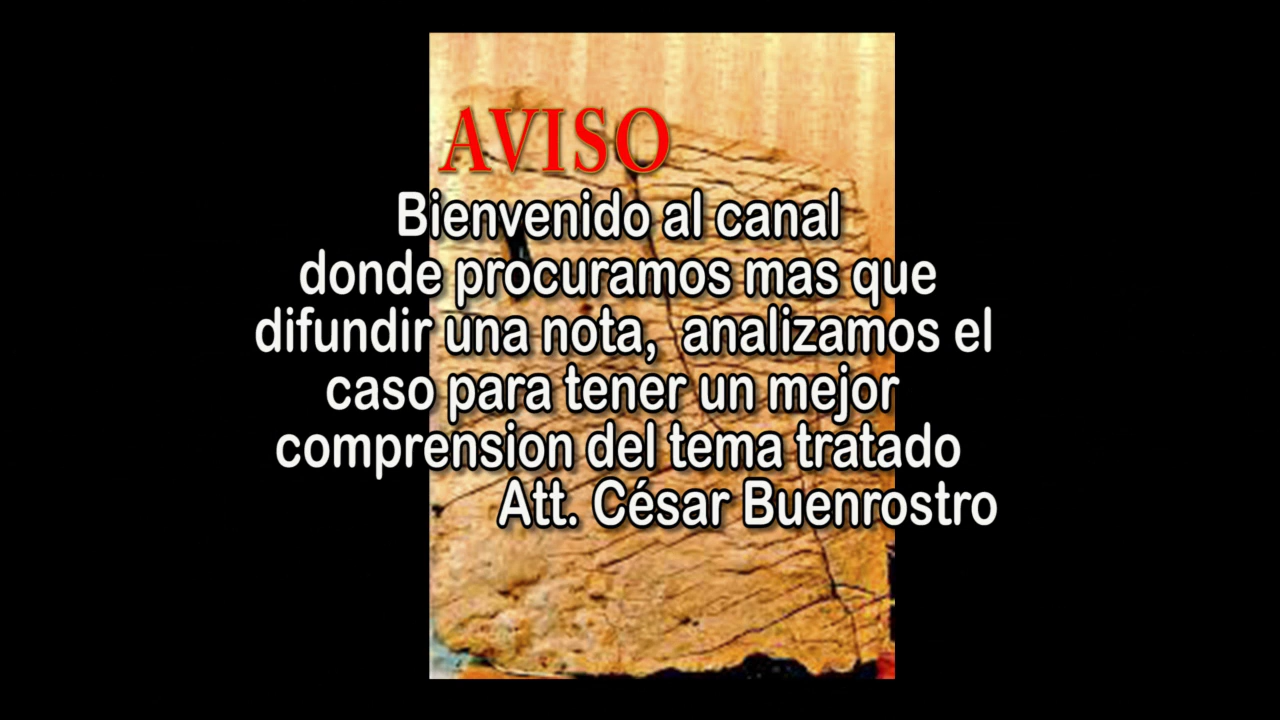 AVISO
Bienvenido al canal
donde procuramos mas que
difundir una nota, analizamos el
caso para tener un mejor
comprension del tema tratado
Att. César Buenrostro